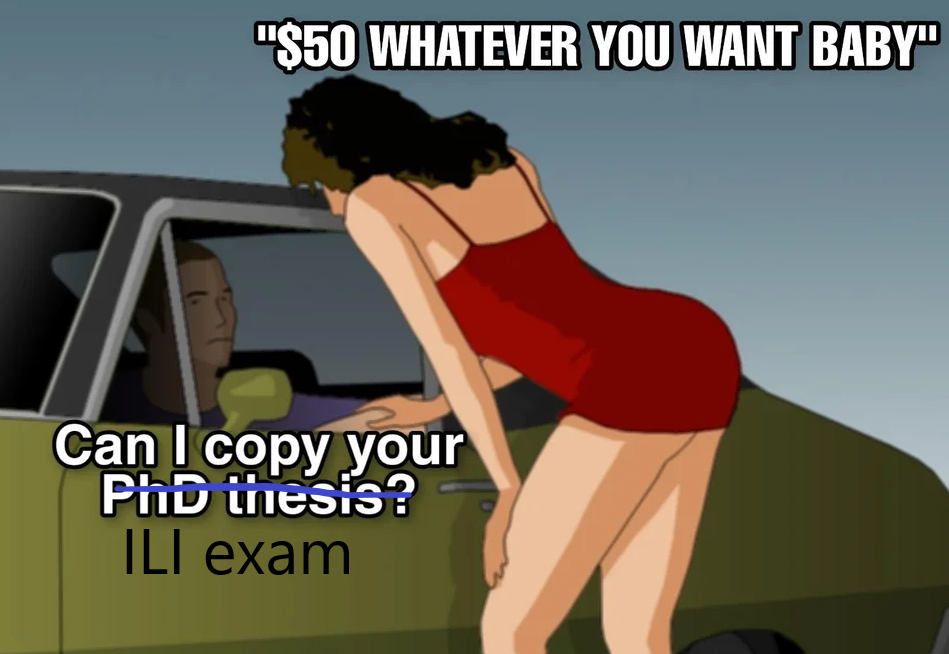 "$50 WHATEVER YOU WANT BABY"
Can I copy your
PhD thesis?
ILI exam